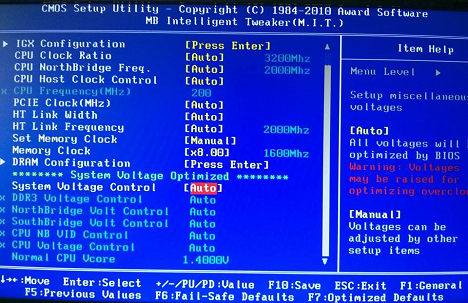 CMOS Setup Utility - Copyright (C) 1984-2010 Award Software
MB Intelligent Tweaker(M.I.T.)
▶ IGX Configuration [Press Enter]
CPU Clock Ratio [Auto] 3200Mhz
CPU NorthBridge Freq. [Auto] 2000Mhz
CPU Host Clock Control [Auto]
x CPU Frequency(MHz) 200
PCIE Clock(MHz) [Auto]
HT Link Width [Auto]
HT Link Frequency [Auto] 2000Mhz
Set Memory Clock [Manual]
Memory Clock [x8.00] 1600Mhz
▶ DRAM Configuration [Press Enter]
******** System Voltage Optimized ********
System Voltage Control [Auto]
x DDR3 Voltage Control Auto
x NorthBridge Volt Control Auto
x SouthBridge Volt Control Auto
x CPU NB VID Control Auto
x CPU Voltage Control Auto
Normal CPU Vcore 1.4000V
Item Help
Menu Level ▶
Setup miscellaneou
voltages
[Auto]
All voltages will
optimized by BIOS
Warning: Voltages
may be raised for
optimizing overclo
[Manual]
Voltages can be
adjusted by other
setup items
↓→←:Move Enter:Select +/-/PU/PD:Value F10:Save ESC:Exit F1:General
F5:Previous Values F6:Fail-Safe Defaults F7:Optimized Defaults